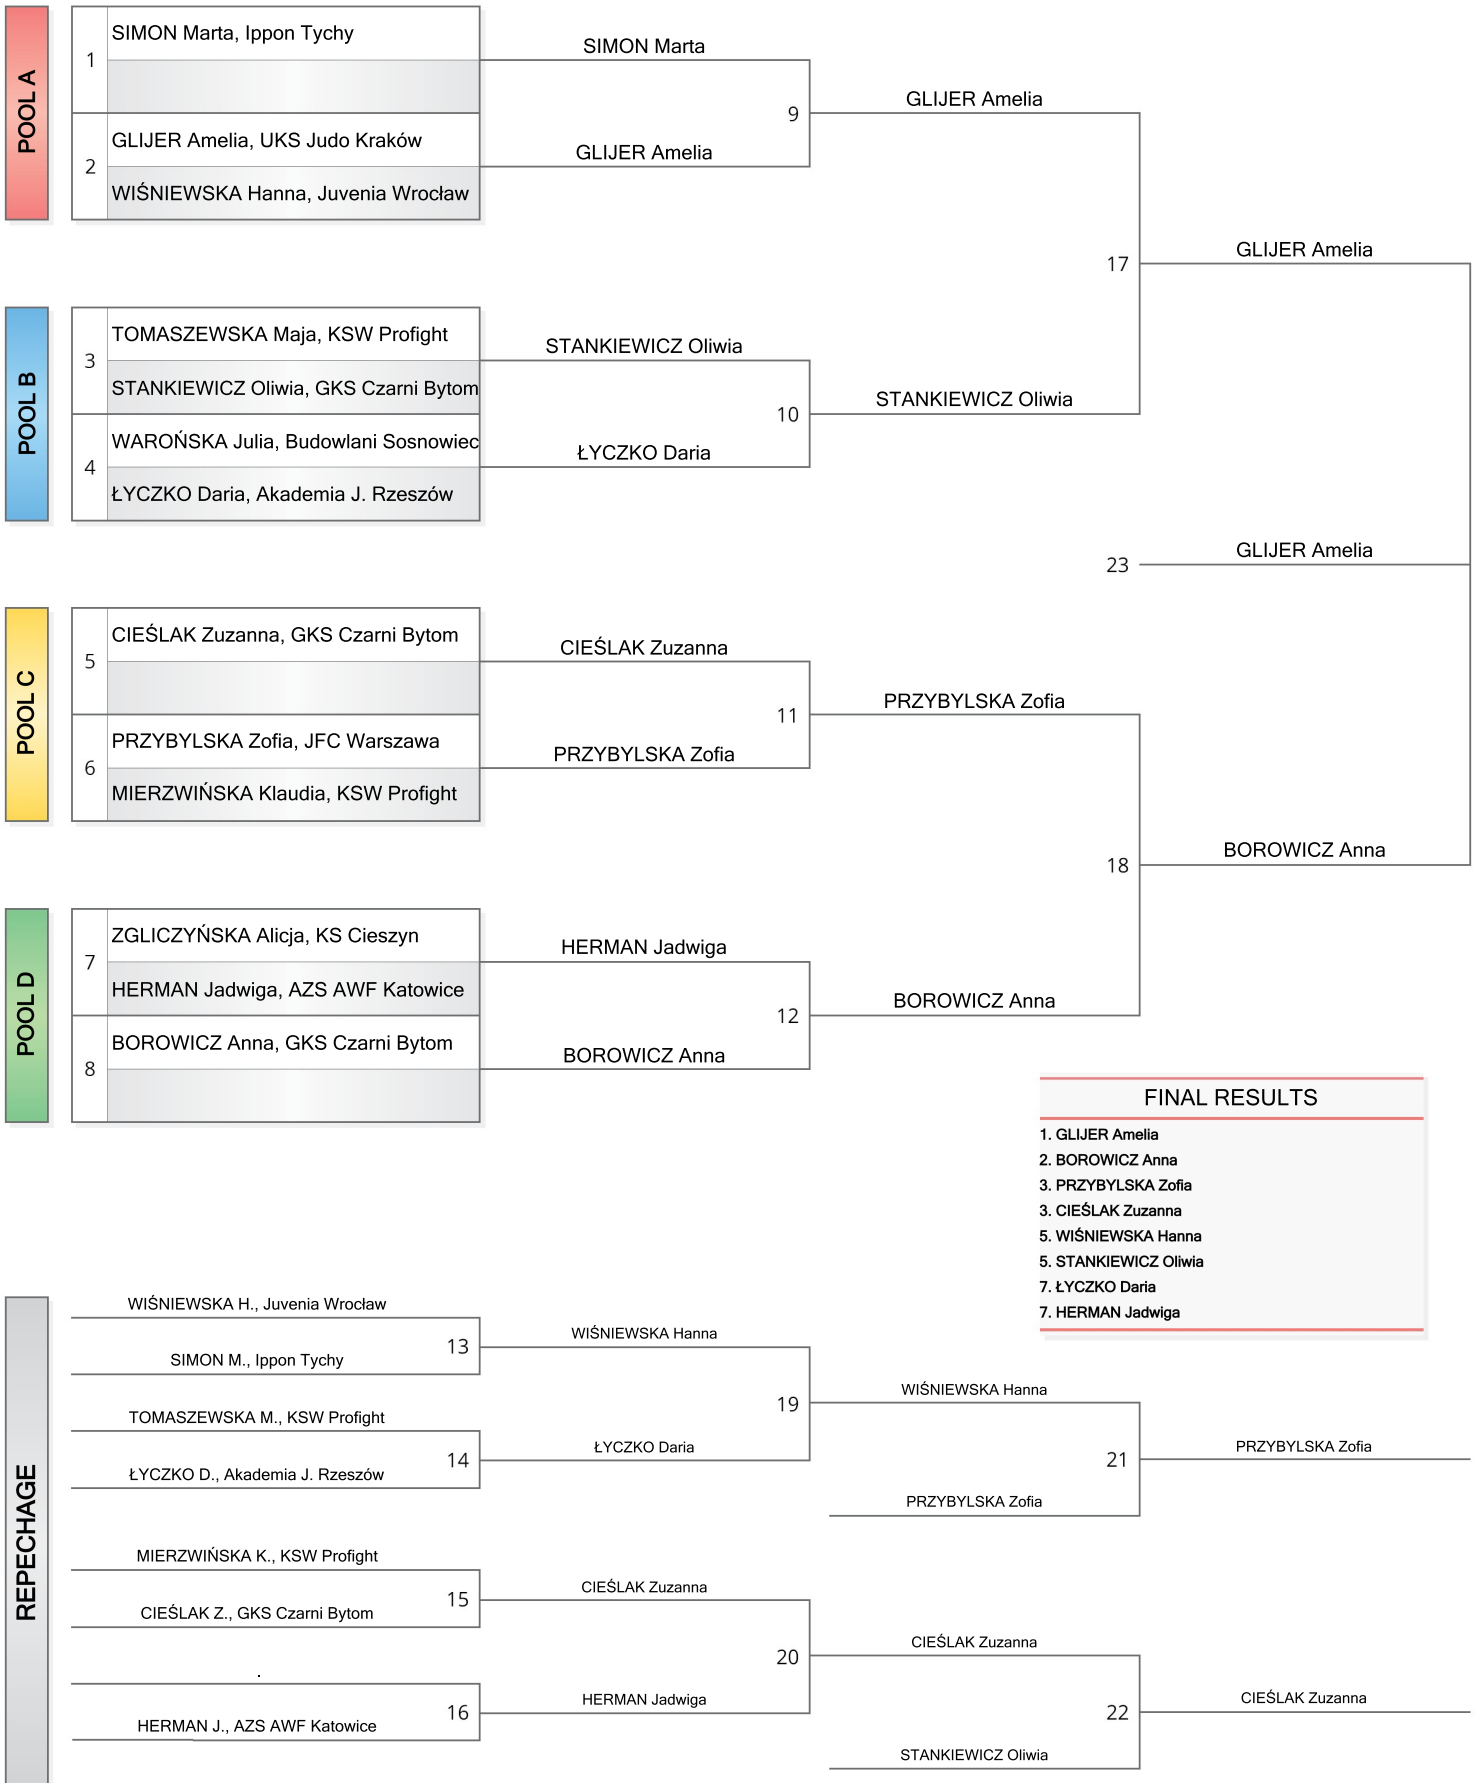 POOL A
1
SIMON Marta, Ippon Tychy
2
GLIJER Amelia, UKS Judo Kraków
WIŚNIEWSKA Hanna, Juvenia Wrocław
SIMON Marta
9
GLIJER Amelia
GLIJER Amelia
POOL B
3
TOMASZEWSKA Maja, KSW Profight
STANKIEWICZ Oliwia, GKS Czarni Bytom
4
WAROŃSKA Julia, Budowlani Sosnowiec
ŁYCZKO Daria, Akademia J. Rzeszów
STANKIEWICZ Oliwia
10
ŁYCZKO Daria
STANKIEWICZ Oliwia
17
GLIJER Amelia
23
GLIJER Amelia
POOL C
5
CIEŚLAK Zuzanna, GKS Czarni Bytom
6
PRZYBYLSKA Zofia, JFC Warszawa
MIERZWIŃSKA Klaudia, KSW Profight
CIEŚLAK Zuzanna
11
PRZYBYLSKA Zofia
PRZYBYLSKA Zofia
POOL D
7
ZGLICZYŃSKA Alicja, KS Cieszyn
HERMAN Jadwiga, AZS AWF Katowice
8
BOROWICZ Anna, GKS Czarni Bytom
HERMAN Jadwiga
12
BOROWICZ Anna
BOROWICZ Anna
18
BOROWICZ Anna
FINAL RESULTS
1. GLIJER Amelia
2. BOROWICZ Anna
3. PRZYBYLSKA Zofia
3. CIEŚLAK Zuzanna
5. WIŚNIEWSKA Hanna
5. STANKIEWICZ Oliwia
7. ŁYCZKO Daria
7. HERMAN Jadwiga
REPECHAGE
WIŚNIEWSKA H., Juvenia Wrocław
13
SIMON M., Ippon Tychy
WIŚNIEWSKA Hanna
TOMASZEWSKA M., KSW Profight
14
ŁYCZKO D., Akademia J. Rzeszów
ŁYCZKO Daria
19
WIŚNIEWSKA Hanna
21
PRZYBYLSKA Zofia
PRZYBYLSKA Zofia
MIERZWIŃSKA K., KSW Profight
15
CIEŚLAK Z., GKS Czarni Bytom
CIEŚLAK Zuzanna
.
16
HERMAN J., AZS AWF Katowice
HERMAN Jadwiga
20
CIEŚLAK Zuzanna
22
STANKIEWICZ Oliwia
CIEŚLAK Zuzanna